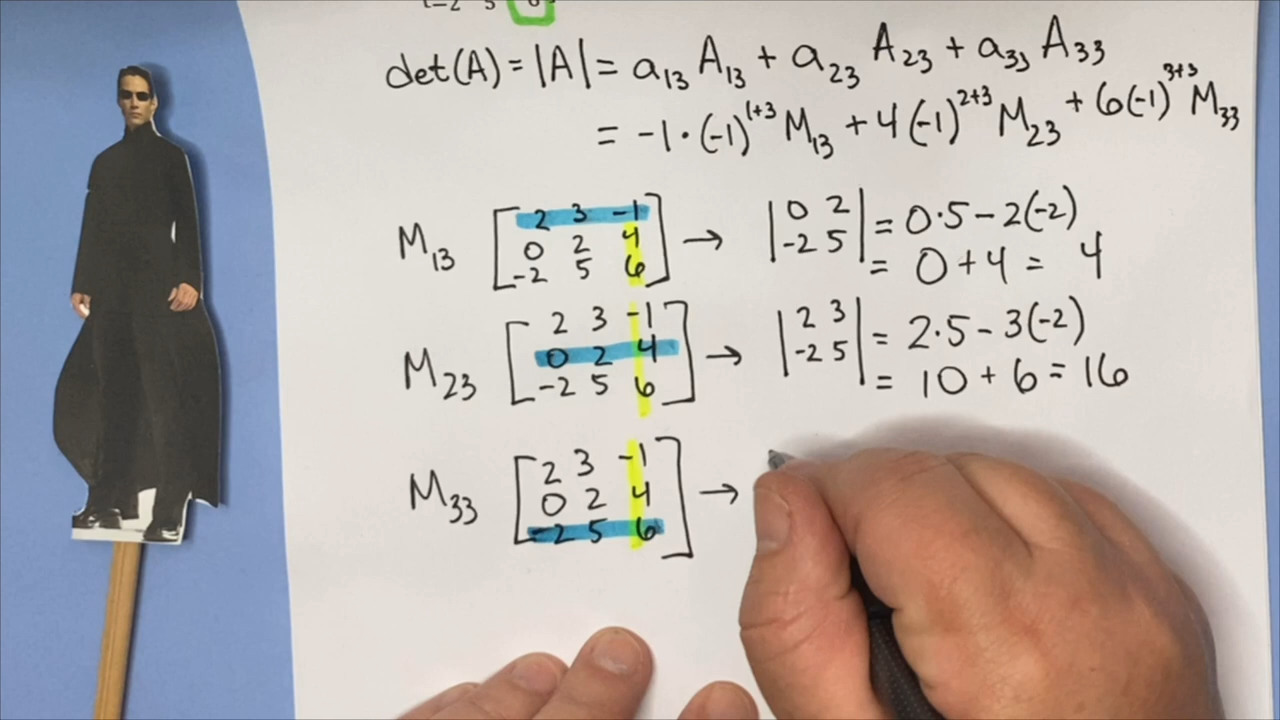 -2 5 6
det(A) = |A| = a₁₃ A₁₃ + a₂₃ A₂₃ + a₃₃ A₃₃
= -1·(-1)¹⁺³ M₁₃ + 4(-1)²⁺³ M₂₃ + 6(-1)³⁺³ M₃₃
2 3 -1
M₁₃ [ 0 2 4 ] → | 0 2 | = 0·5 - 2(-2)
-2 5 6 | -2 5 | = 0 + 4 = 4
2 3 -1
M₂₃ [ 0 2 4 ] → | 2 3 | = 2·5 - 3(-2)
-2 5 6 | -2 5 | = 10 + 6 = 16
2 3 -1
M₃₃ [ 0 2 4 ] →
-2 5 6